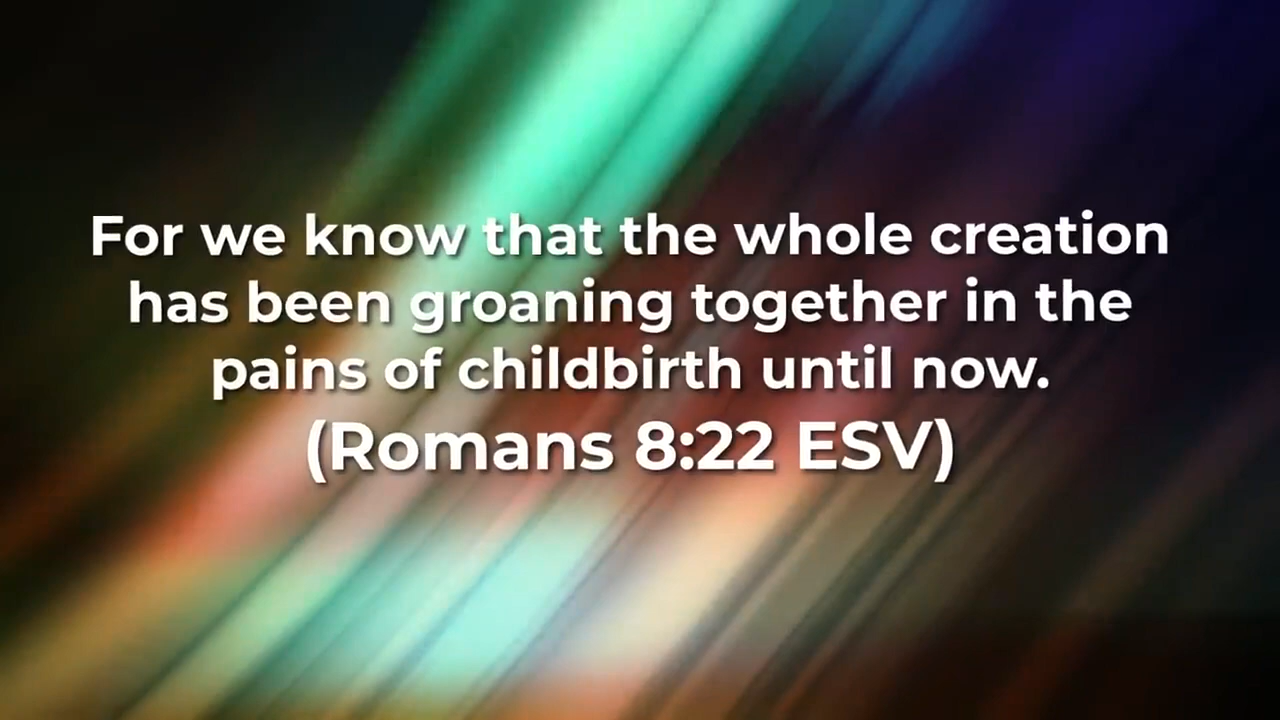 For we know that the whole creation
has been groaning together in the
pains of childbirth until now.
(Romans 8:22 ESV)